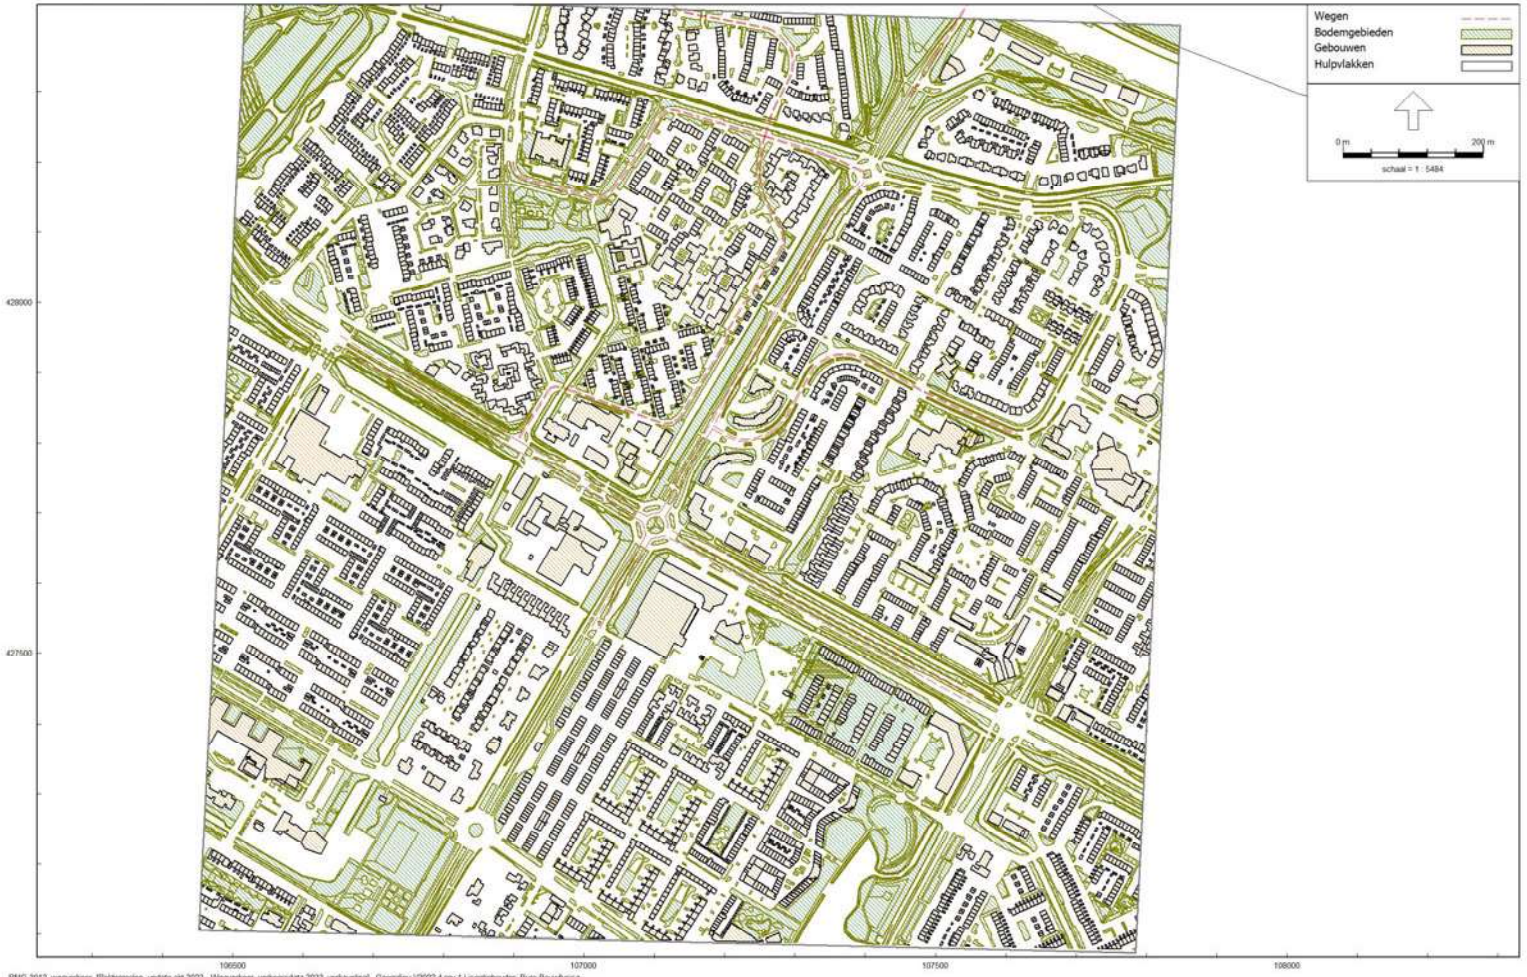 Wegen
Bodemgebieden
Gebouwen
Hulpvlakken
0 m 200 m
schaal = 1 : 5484
428000
427500
106500 107000 107500 108000